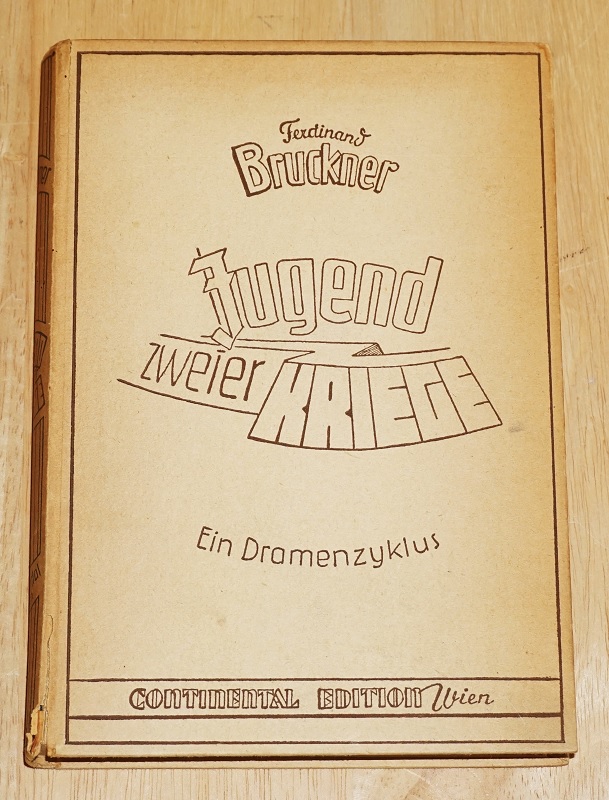 Ferdinand
Bruckner
Jugend
zweier KRIEGE
Ein Dramenzyklus
CONTINENTAL EDITION Wien